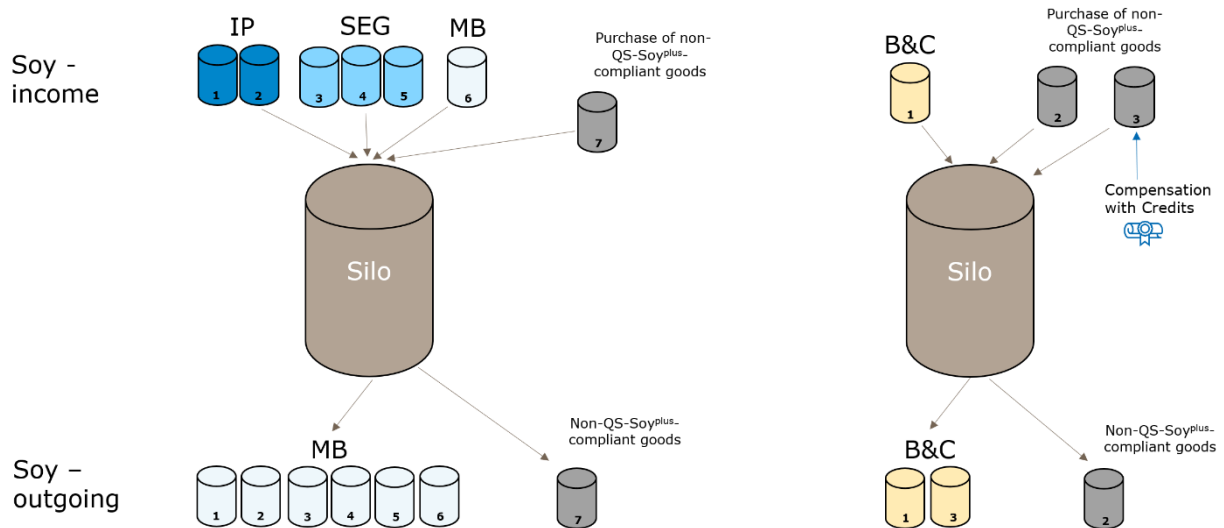 IP
SEG
MB
Purchase of non-
QS-Soyplus-
compliant goods
B&C
Purchase of non-
QS-Soyplus-
compliant goods
Soy -
income
1
2
3
4
5
6
7
1
2
3
Compensation
with Credits
Silo
Silo
Non-QS-Soyplus-
compliant goods
Non-QS-Soyplus-
compliant goods
MB
B&C
Soy –
outgoing
1
2
3
4
5
6
7
1
3
2